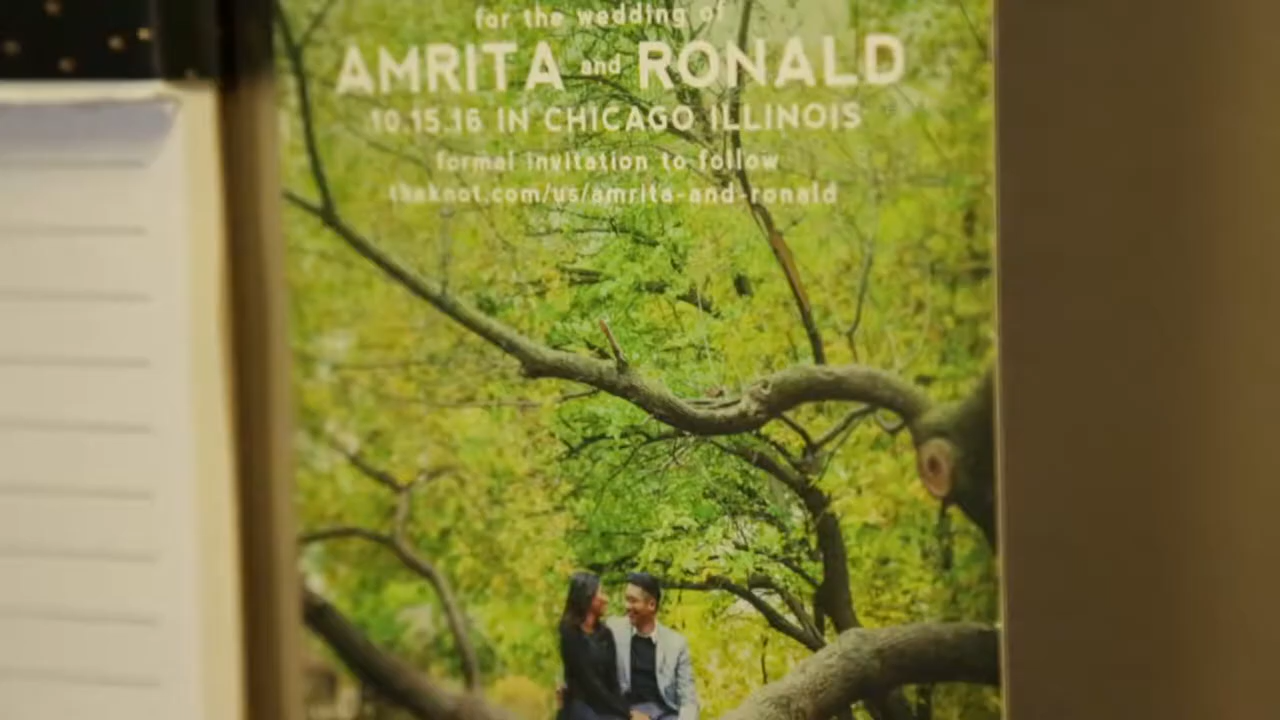 for the wedding of
AMRITA and RONALD
10.15.16 IN CHICAGO ILLINOIS
formal invitation to follow
theknot.com/us/amrita-and-ronald